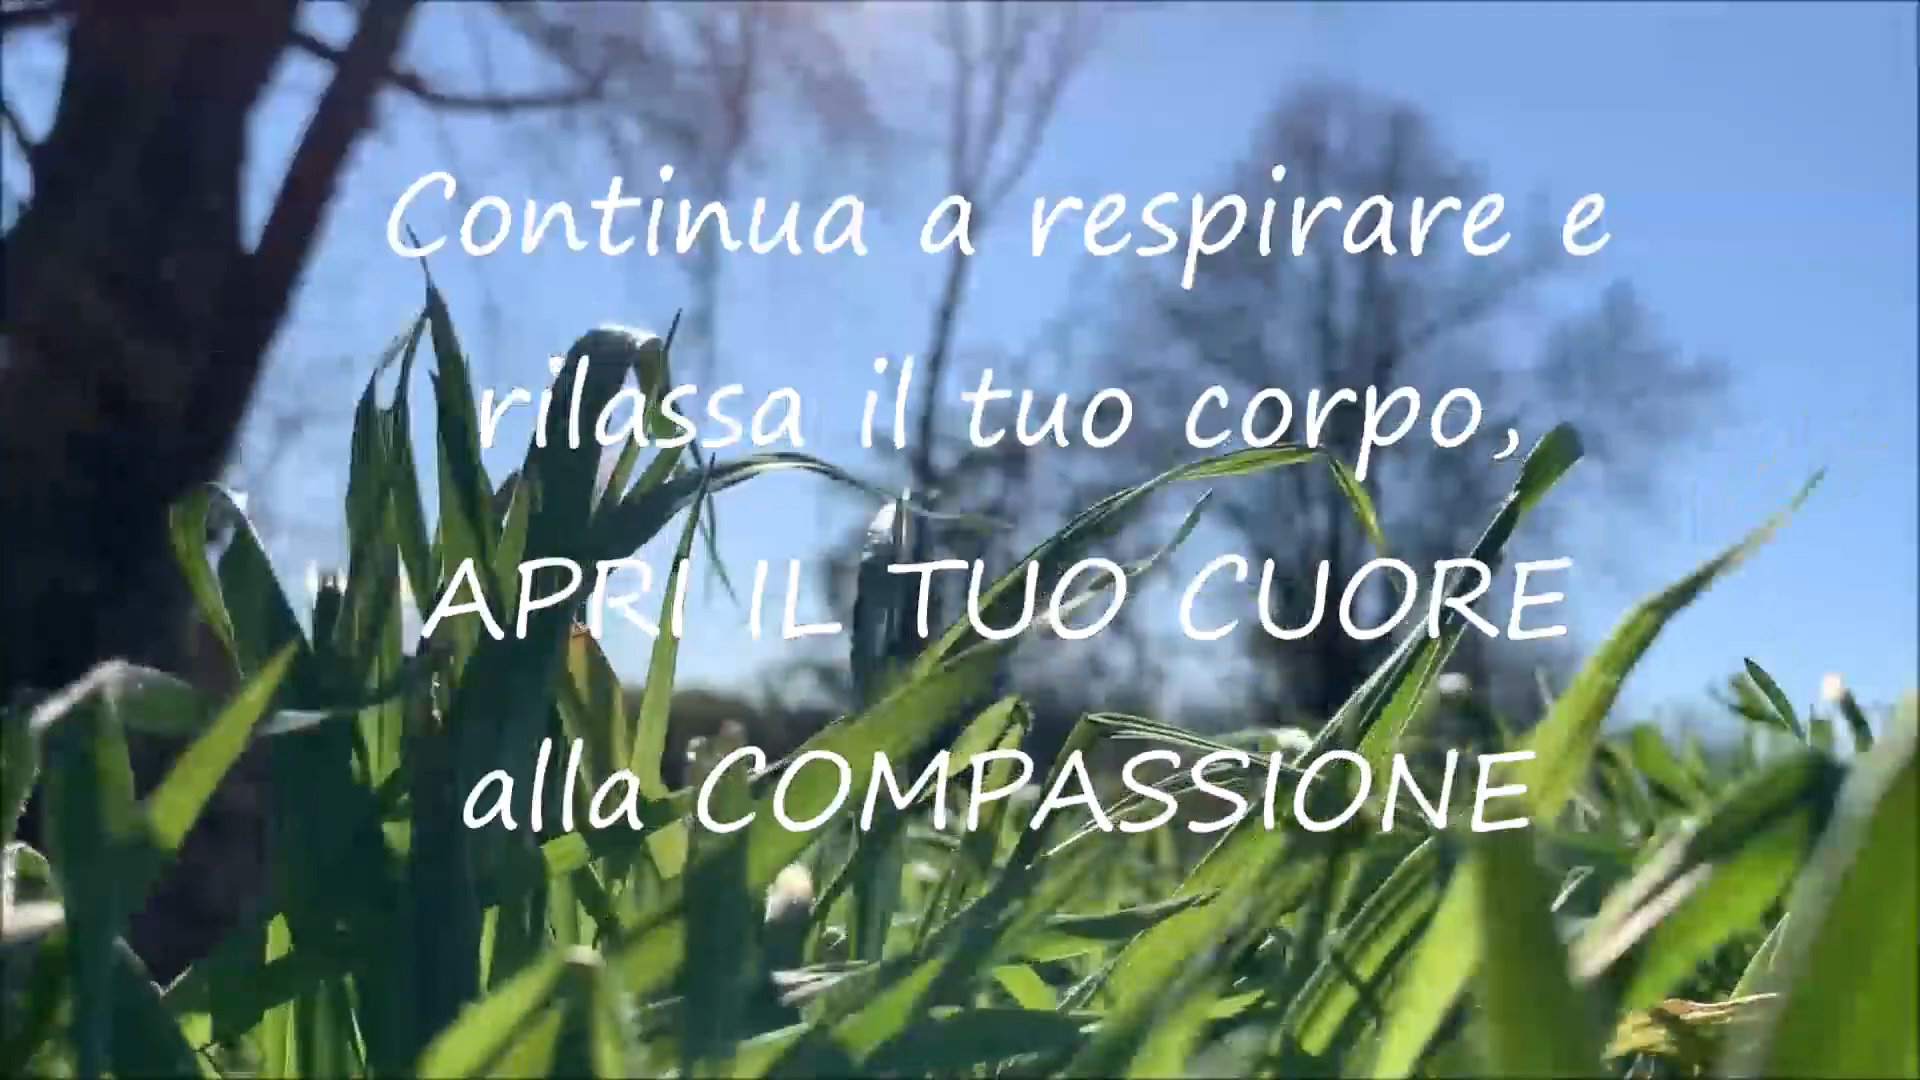 Continua a respirare e
rilassa il tuo corpo,
APRI IL TUO CUORE
alla COMPASSIONE